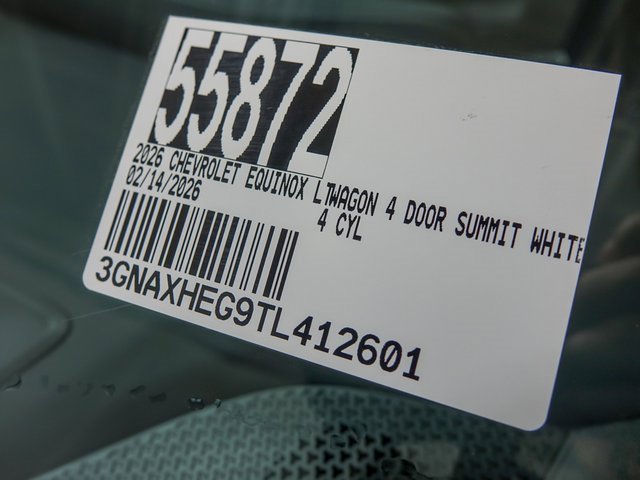 55872
2026 CHEVROLET EQUINOX LTWAGON 4 DOOR SUMMIT WHITE
02/14/2026 4 CYL
3GNAXHEG9TL412601